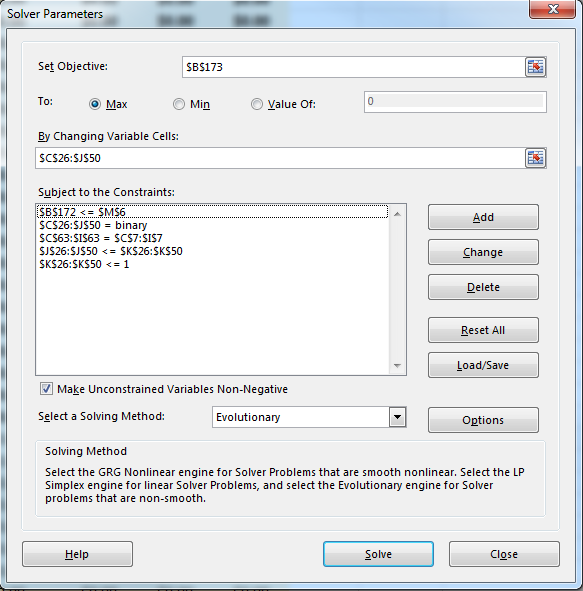 Solver Parameters
Set Objective:
$B$173
To:
Max
Min
Value Of:
0
By Changing Variable Cells:
$C$26:$J$50
Subject to the Constraints:
$B$172 <= $M$6
$C$26:$J$50 = binary
$C$63:$I$63 = $C$7:$I$7
$J$26:$J$50 <= $K$26:$K$50
$K$26:$K$50 <= 1
Add
Change
Delete
Reset All
Load/Save
Make Unconstrained Variables Non-Negative
Select a Solving Method:
Evolutionary
Options
Solving Method
Select the GRG Nonlinear engine for Solver Problems that are smooth nonlinear. Select the LP
Simplex engine for linear Solver Problems, and select the Evolutionary engine for Solver
problems that are non-smooth.
Help
Solve
Close